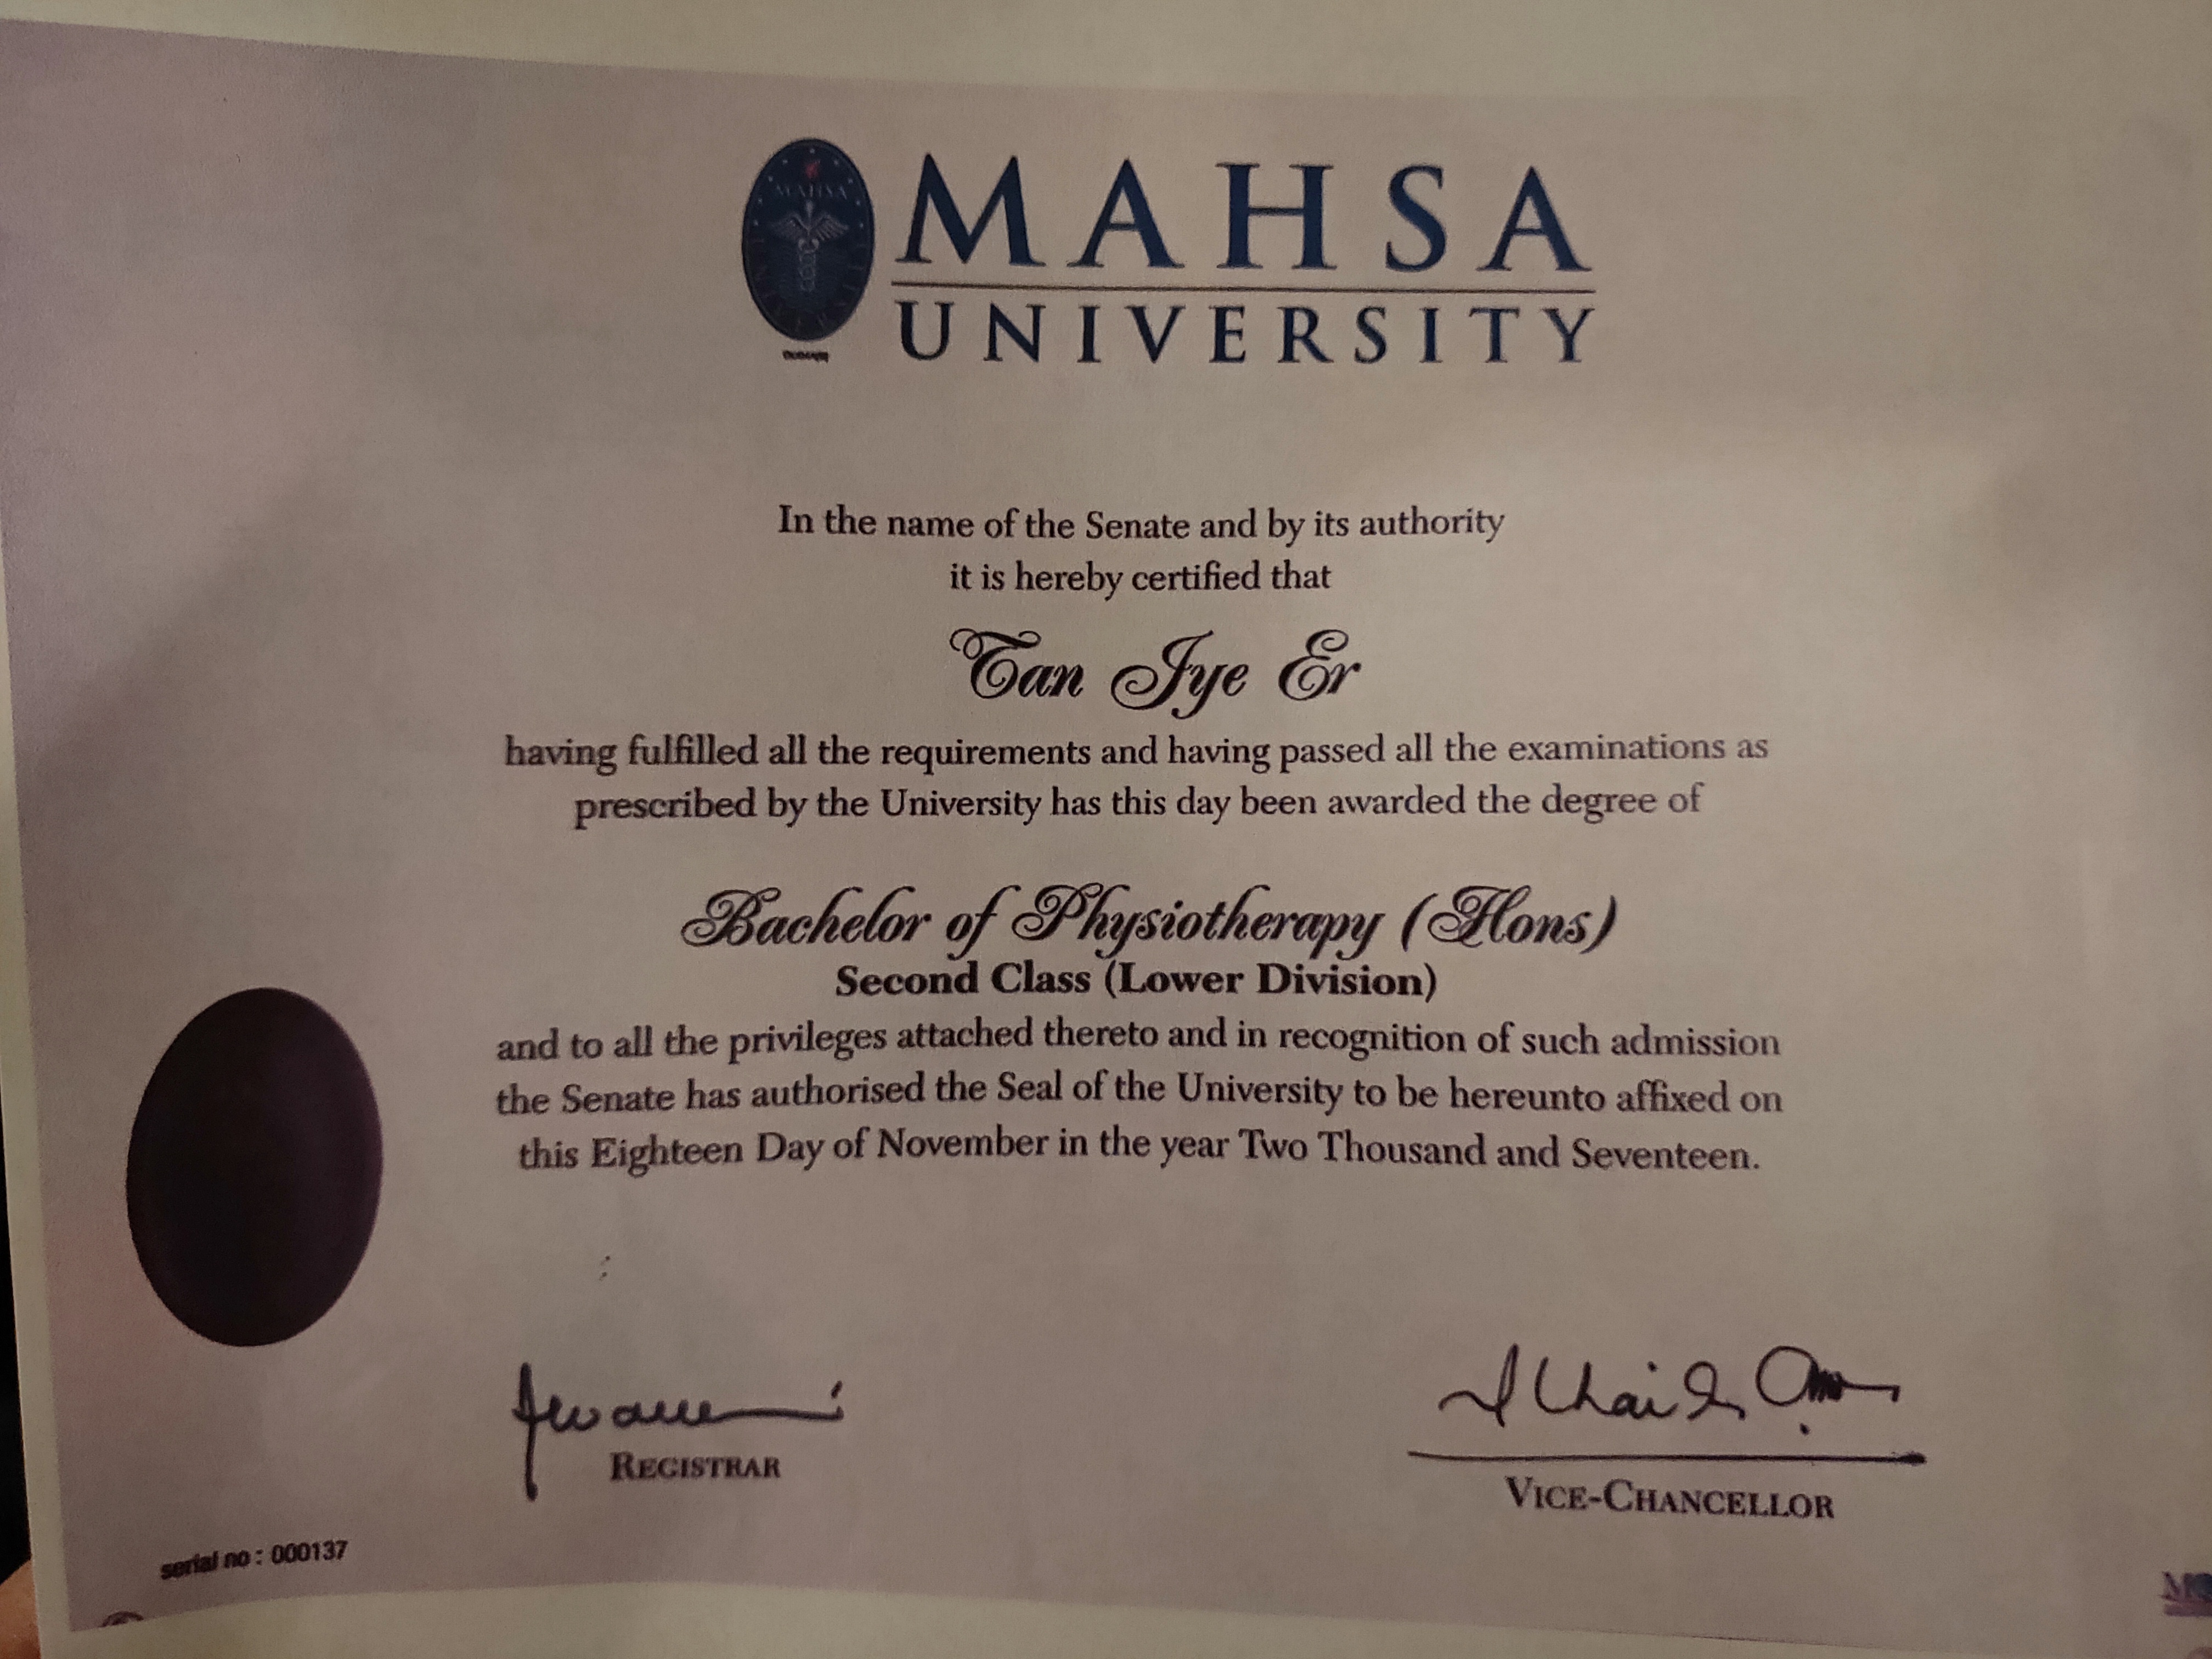 MAHSA
MAHSA
UNIVERSITY
In the name of the Senate and by its authority
it is hereby certified that
Tan Jye Er
having fulfilled all the requirements and having passed all the examinations as
prescribed by the University has this day been awarded the degree of
Bachelor of Physiotherapy (Hons)
Second Class (Lower Division)
and to all the privileges attached thereto and in recognition of such admission
the Senate has authorised the Seal of the University to be hereunto affixed on
this Eighteen Day of November in the year Two Thousand and Seventeen.
REGISTRAR
VICE-CHANCELLOR
serial no : 000137